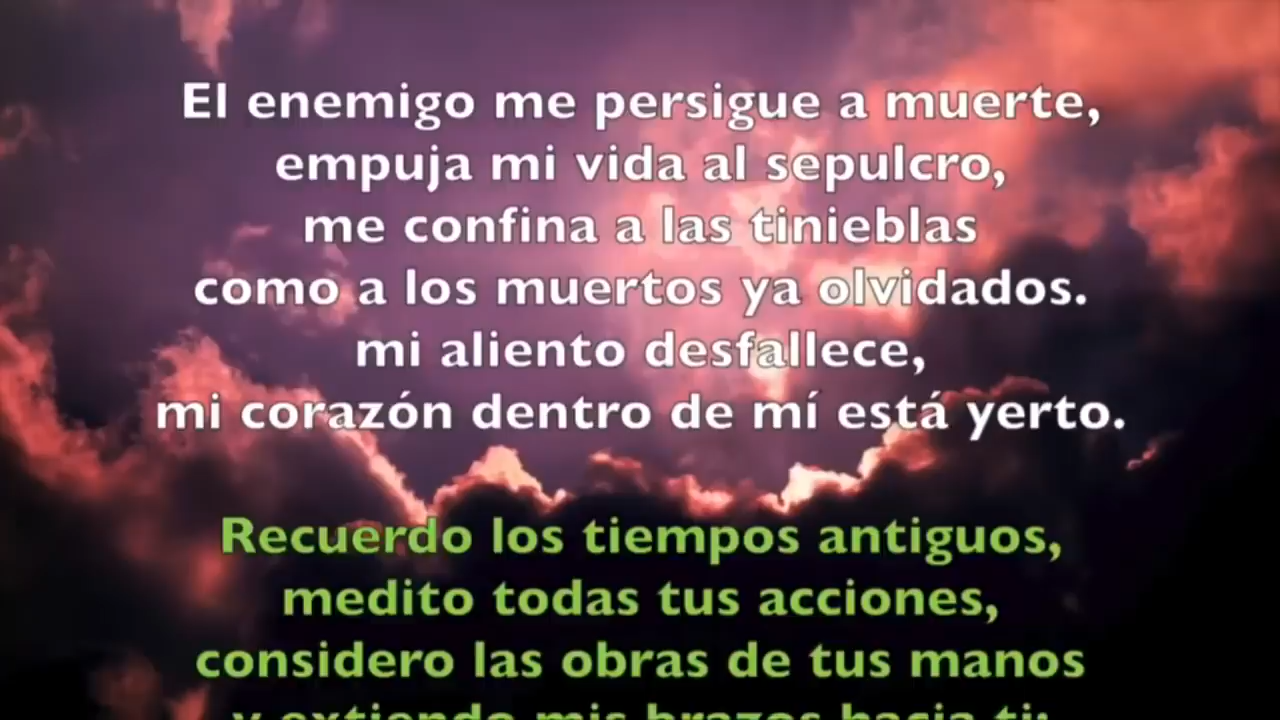 El enemigo me persigue a muerte,
empuja mi vida al sepulcro,
me confina a las tinieblas
como a los muertos ya olvidados.
mi aliento desfallece,
mi corazón dentro de mí está yerto.
Recuerdo los tiempos antiguos,
medito todas tus acciones,
considero las obras de tus manos
y extiendo mis brazos hacia ti: